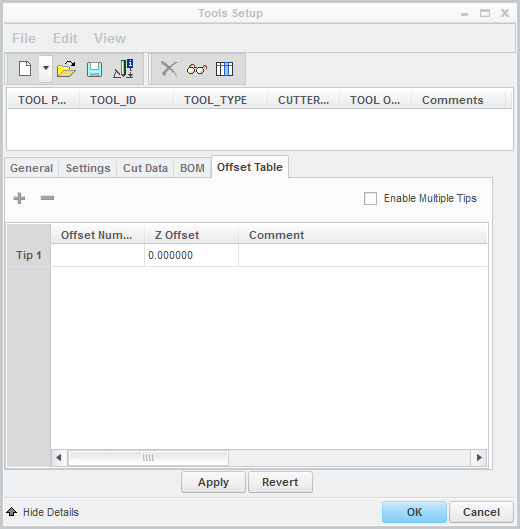 Tools Setup
File Edit View
TOOL P... TOOL_ID TOOL_TYPE CUTTER... TOOL O... Comments
General Settings Cut Data BOM Offset Table
Enable Multiple Tips
Offset Num... Z Offset Comment
Tip 1 0.000000
Apply Revert
Hide Details OK Cancel